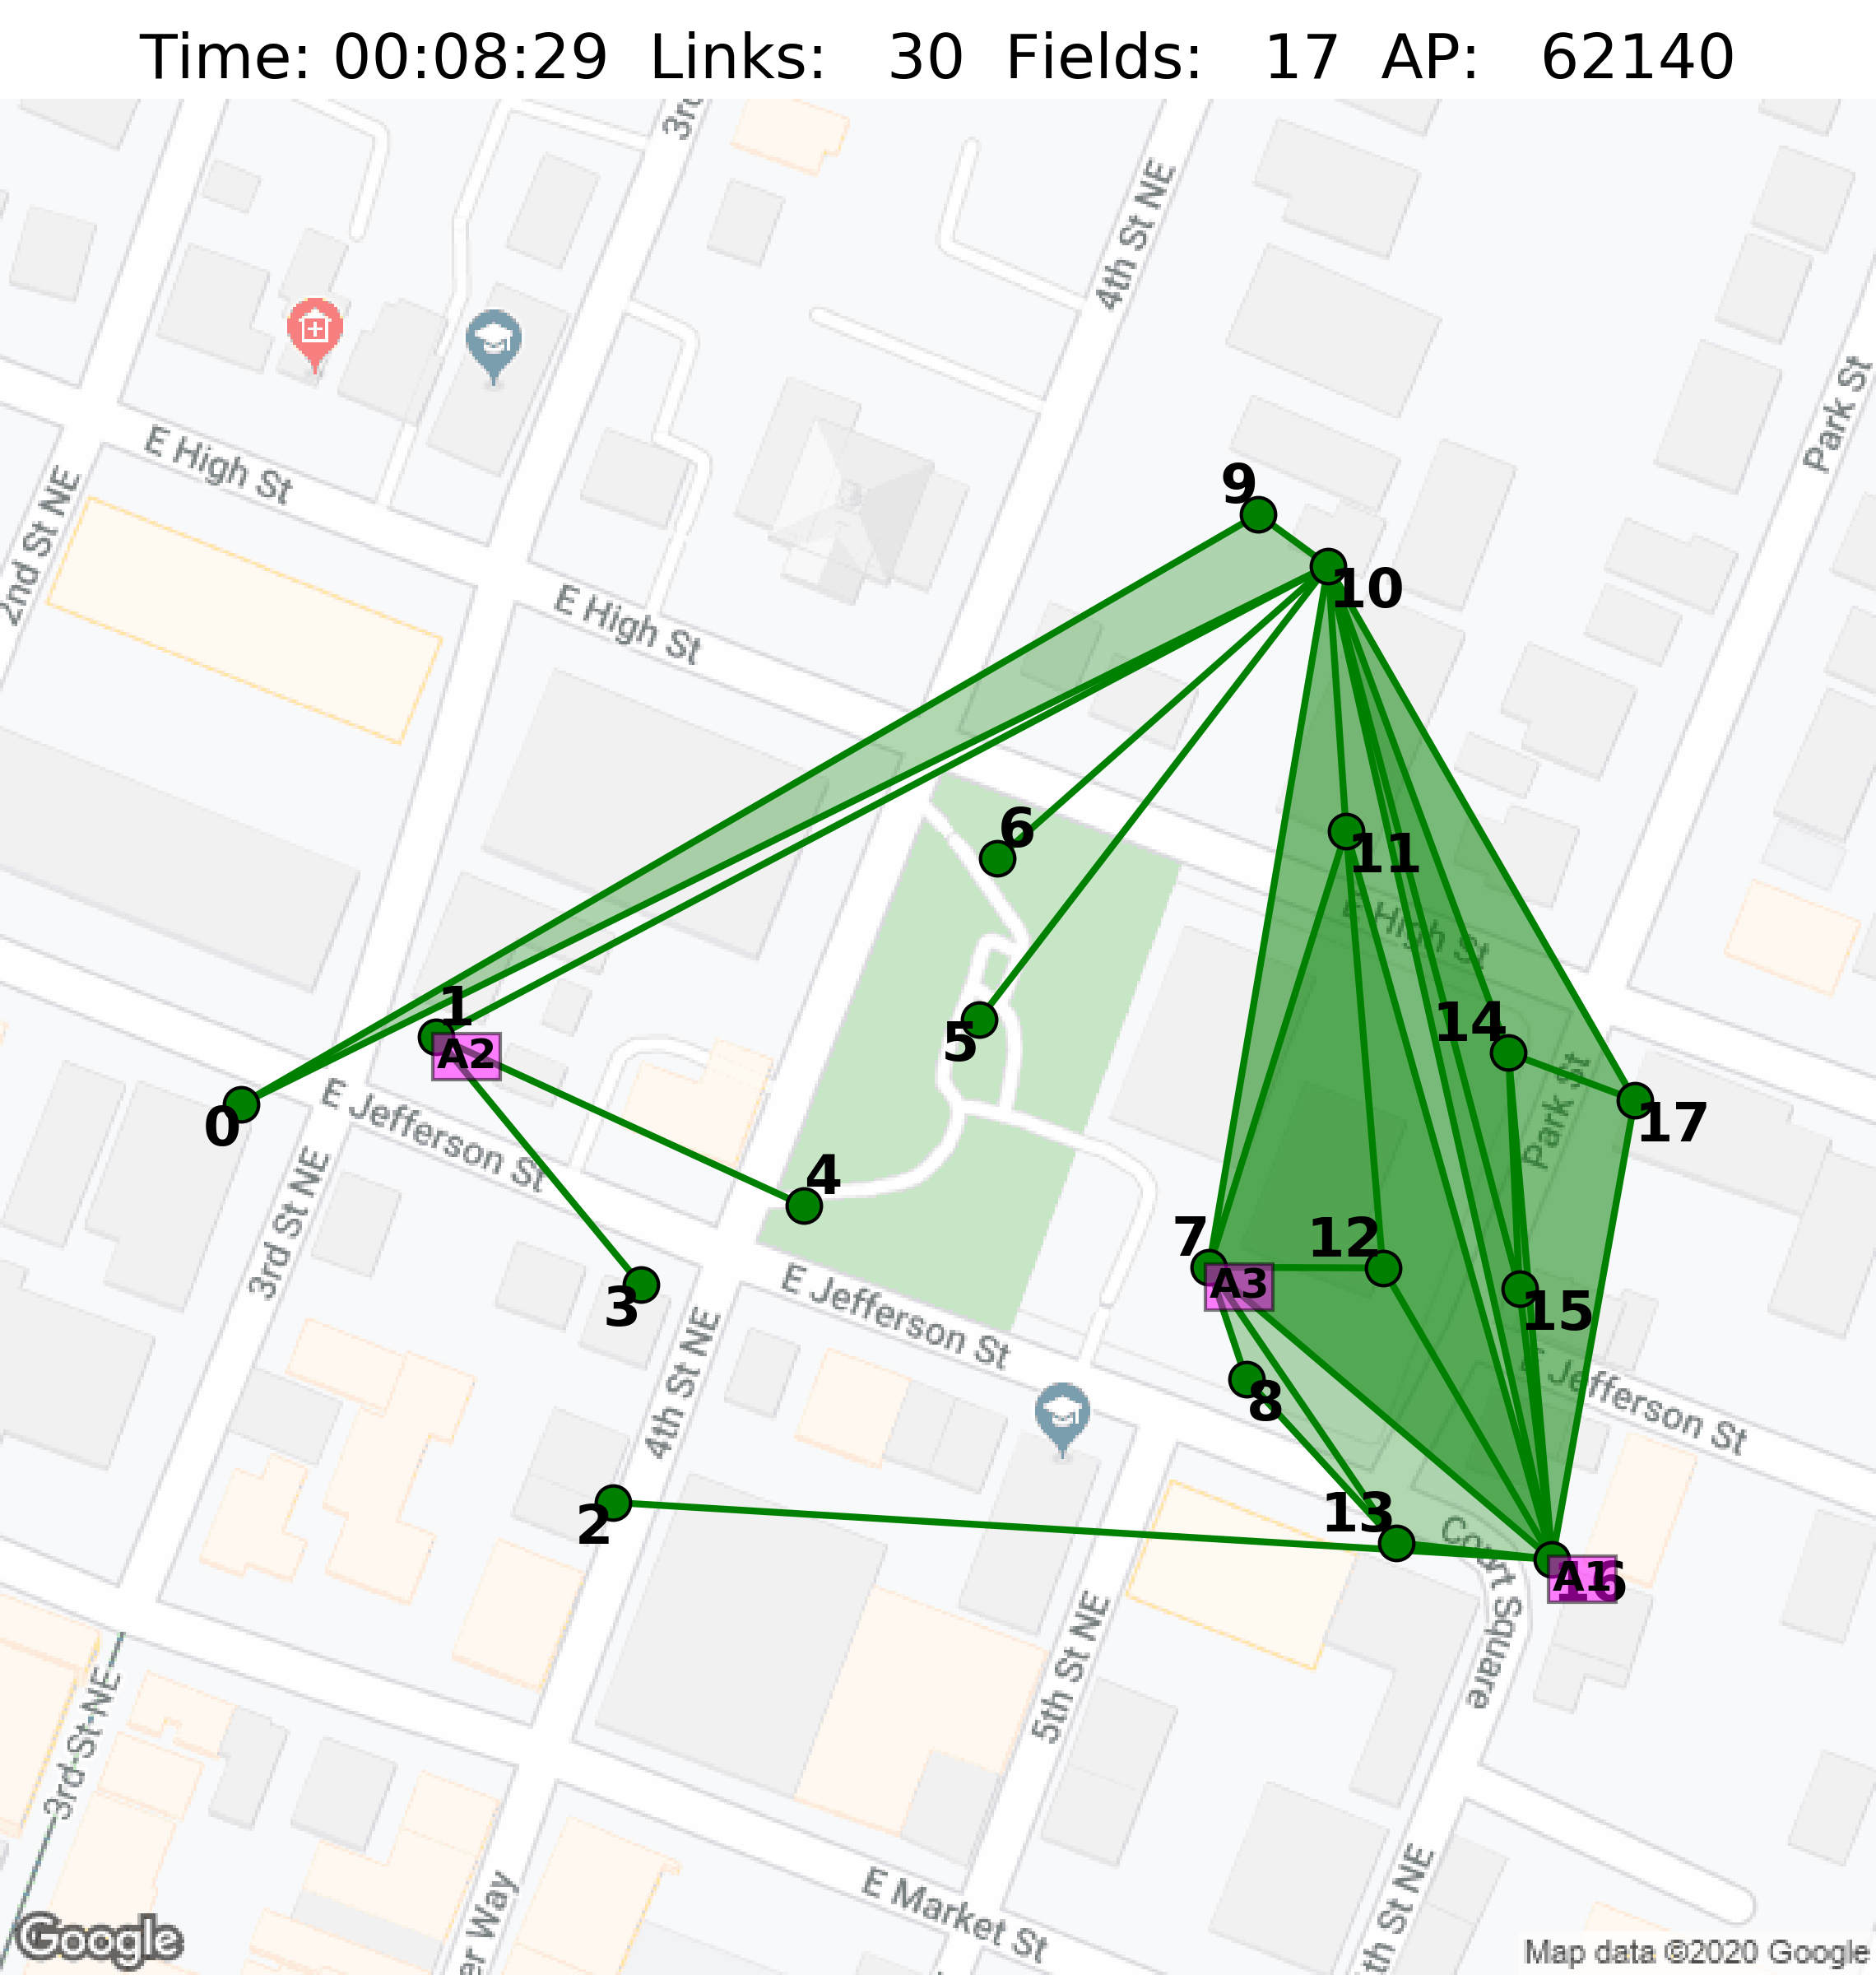 Time: 00:08:29 Links: 30 Fields: 17 AP: 62140
3rd
4th St NE
Park St
E High St
2nd St NE
9
10
E High St
6
11
E High St
1
A2
5
14
0
E Jefferson St
Park St
17
4
3rd St NE
7
12
A3
3
E Jefferson St
15
E Jefferson St
4th St NE
8
2
13
Court Square
A1
16
5th St NE
3rd St NE
E Market St
er Way
th St NE
Google
Map data ©2020 Google